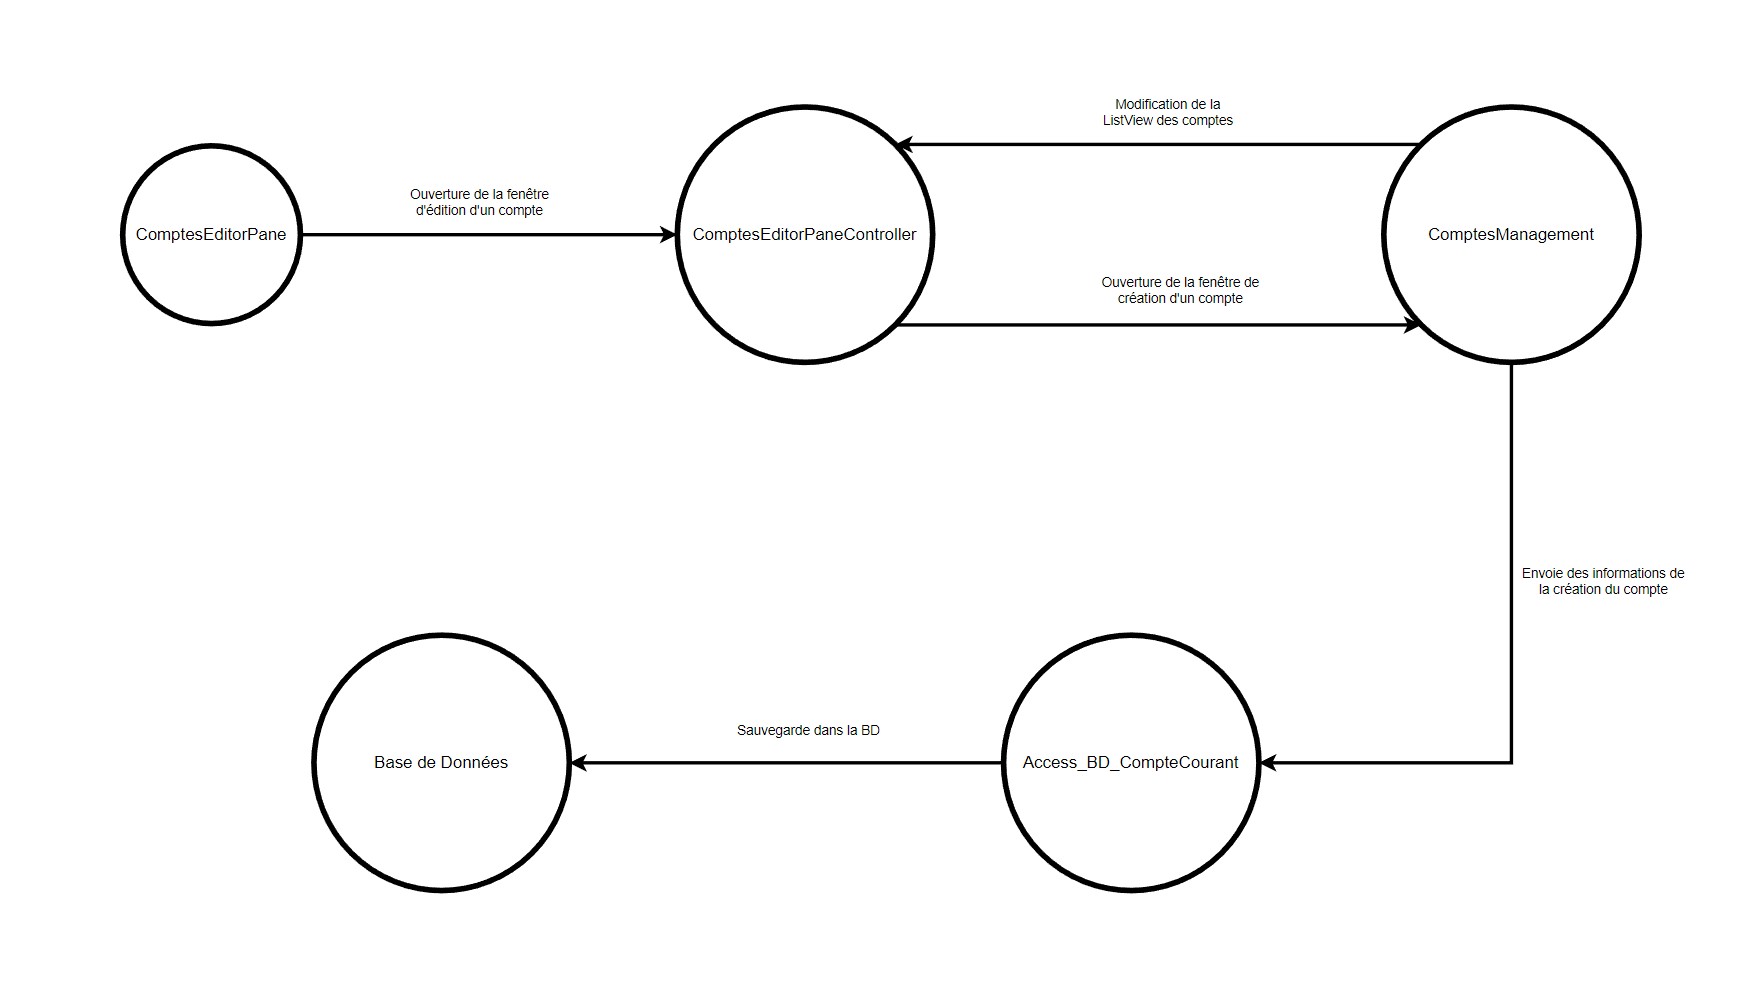 Modification de la
ListView des comptes
Ouverture de la fenêtre
d'édition d'un compte
ComptesEditorPane
ComptesEditorPaneController
ComptesManagement
Ouverture de la fenêtre de
création d'un compte
Envoie des informations de
la création du compte
Sauvegarde dans la BD
Base de Données
Access_BD_CompteCourant